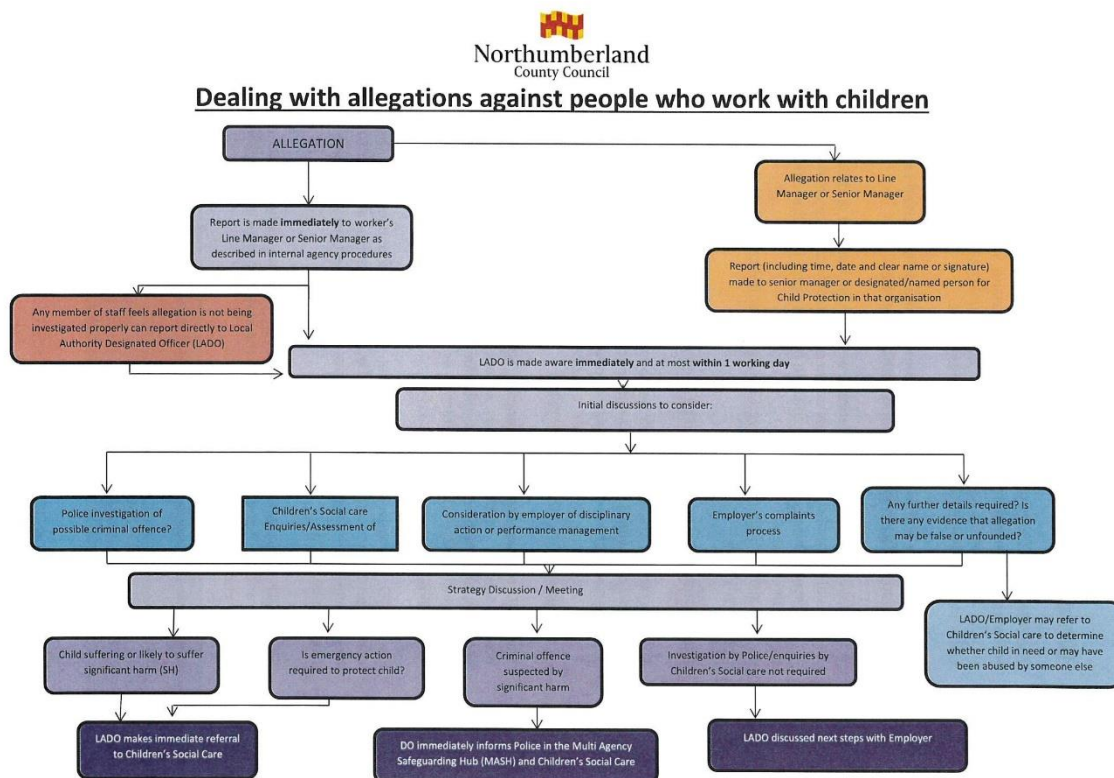 Northumberland
County Council
Dealing with allegations against people who work with children
ALLEGATION
Allegation relates to Line
Manager or Senior Manager
Report is made immediately to worker's
Line Manager or Senior Manager as
described in internal agency procedures
Report (including time, date and clear name or signature)
made to senior manager or designated/named person for
Child Protection in that organisation
Any member of staff feels allegation is not being
investigated properly can report directly to Local
Authority Designated Officer (LADO)
LADO is made aware immediately and at most within 1 working day
Initial discussions to consider:
Police investigation of
possible criminal offence?
Children's Social care
Enquiries/Assessment of
Consideration by employer of disciplinary
action or performance management
Employer's complaints
process
Any further details required? Is
there any evidence that allegation
may be false or unfounded?
Strategy Discussion / Meeting
Child suffering or likely to suffer
significant harm (SH)
Is emergency action
required to protect child?
Criminal offence
suspected by
significant harm
Investigation by Police/enquiries by
Children's Social care not required
LADO/Employer may refer to
Children's Social care to determine
whether child in need or may have
been abused by someone else
LADO makes immediate referral
to Children's Social Care
DO immediately informs Police in the Multi Agency
Safeguarding Hub (MASH) and Children's Social Care
LADO discussed next steps with Employer